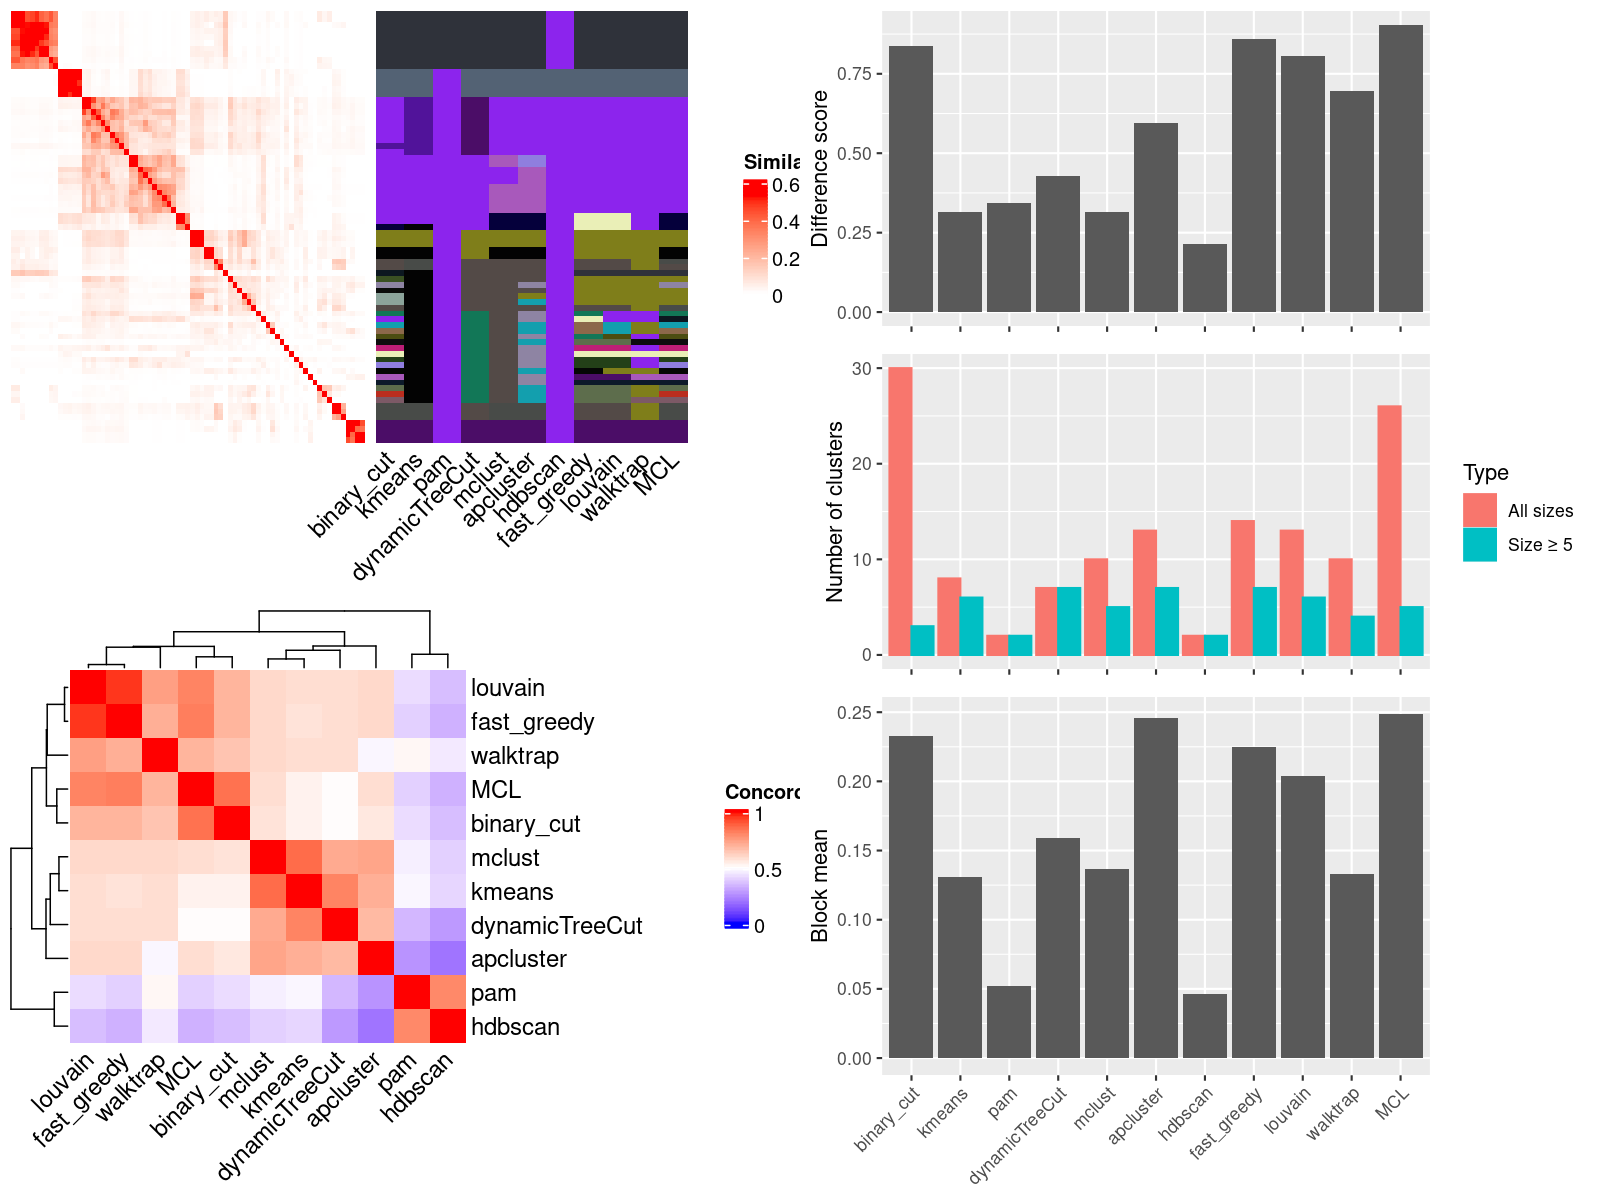 Simila
0.6
0.4
0.2
0
binary_cut
kmeans
pam
dynamicTreeCut
mclust
apcluster
hdbscan
fast_greedy
louvain
walktrap
MCL
louvain
fast_greedy
walktrap
MCL
binary_cut
mclust
kmeans
dynamicTreeCut
apcluster
pam
hdbscan
louvain
fast_greedy
walktrap
MCL
binary_cut
mclust
kmeans
dynamicTreeCut
apcluster
pam
hdbscan
Concord
1
0.5
0
Difference score
0.75
0.50
0.25
0.00
Number of clusters
30
20
10
0
Type
All sizes
Size ≥ 5
Block mean
0.25
0.20
0.15
0.10
0.05
0.00
binary_cut
kmeans
pam
dynamicTreeCut
mclust
apcluster
hdbscan
fast_greedy
louvain
walktrap
MCL